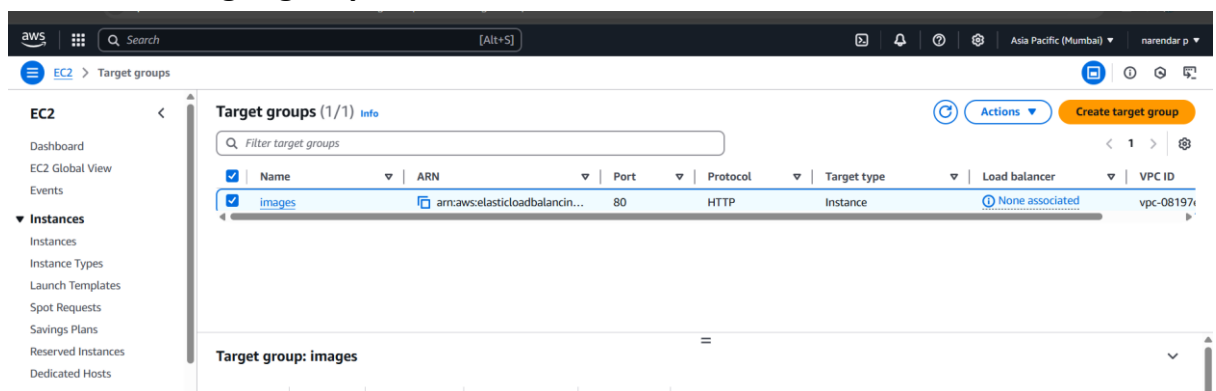 aws
Search
[Alt+S]
Asia Pacific (Mumbai)
narendar p
EC2 > Target groups
EC2
Dashboard
EC2 Global View
Events
Instances
Instances
Instance Types
Launch Templates
Spot Requests
Savings Plans
Reserved Instances
Dedicated Hosts
Target groups (1/1) Info
Actions
Create target group
Filter target groups
1
Name ARN Port Protocol Target type Load balancer VPC ID
images arn:aws:elasticloadbalancin... 80 HTTP Instance None associated vpc-08197
Target group: images